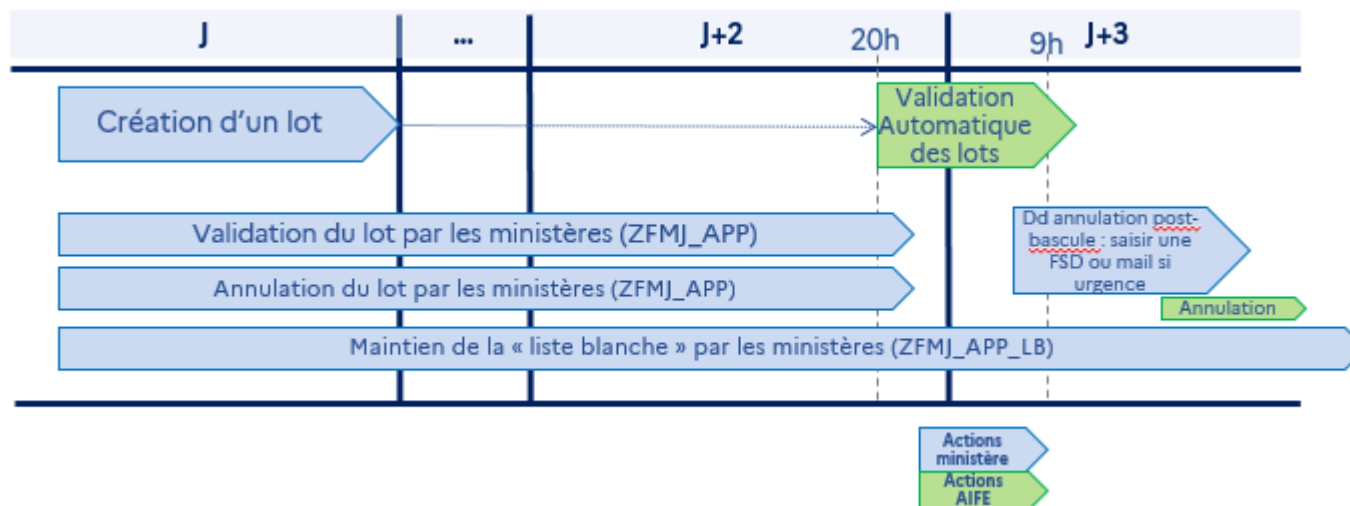 J
...
J+2
20h
9h
J+3
Création d'un lot
Validation
Automatique
des lots
Validation du lot par les ministères (ZFMJ_APP)
Dd annulation post-
bascule : saisir une
FSD ou mail si
urgence
Annulation du lot par les ministères (ZFMJ_APP)
Annulation
Maintien de la « liste blanche » par les ministères (ZFMJ_APP_LB)
Actions
ministère
Actions
AIFE